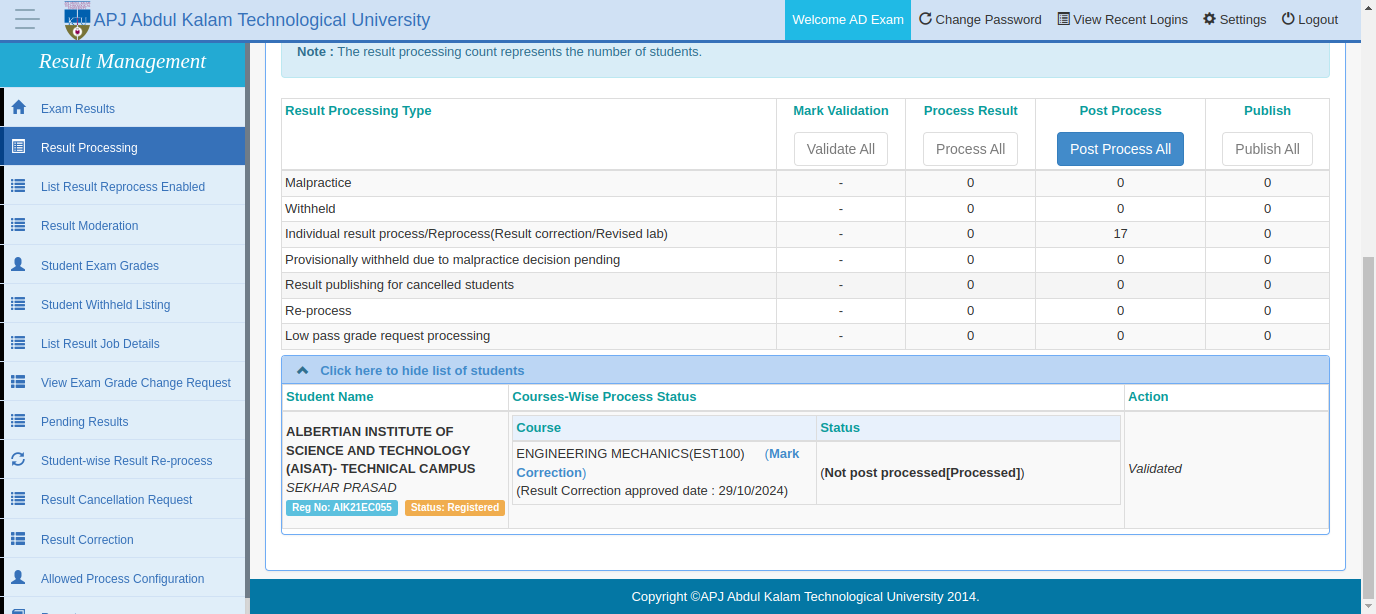 APJ Abdul Kalam Technological University
Welcome AD Exam
Change Password
View Recent Logins
Settings
Logout
Result Management
Exam Results
Result Processing
List Result Reprocess Enabled
Result Moderation
Student Exam Grades
Student Withheld Listing
List Result Job Details
View Exam Grade Change Request
Pending Results
Student-wise Result Re-process
Result Cancellation Request
Result Correction
Allowed Process Configuration
Note : The result processing count represents the number of students.
Result Processing Type Mark Validation Process Result Post Process Publish
Validate All Process All Post Process All Publish All
Malpractice - 0 0 0
Withheld - 0 0 0
Individual result process/Reprocess(Result correction/Revised lab) - 0 17 0
Provisionally withheld due to malpractice decision pending - 0 0 0
Result publishing for cancelled students - 0 0 0
Re-process - 0 0 0
Low pass grade request processing - 0 0 0
Click here to hide list of students
Student Name Courses-Wise Process Status Action
ALBERTIAN INSTITUTE OF
SCIENCE AND TECHNOLOGY
(AISAT)- TECHNICAL CAMPUS
SEKHAR PRASAD
Reg No: AIK21EC055 Status: Registered
Course Status
ENGINEERING MECHANICS(EST100) (Mark
Correction)
(Result Correction approved date : 29/10/2024)
(Not post processed[Processed])
Validated
Copyright ©APJ Abdul Kalam Technological University 2014.